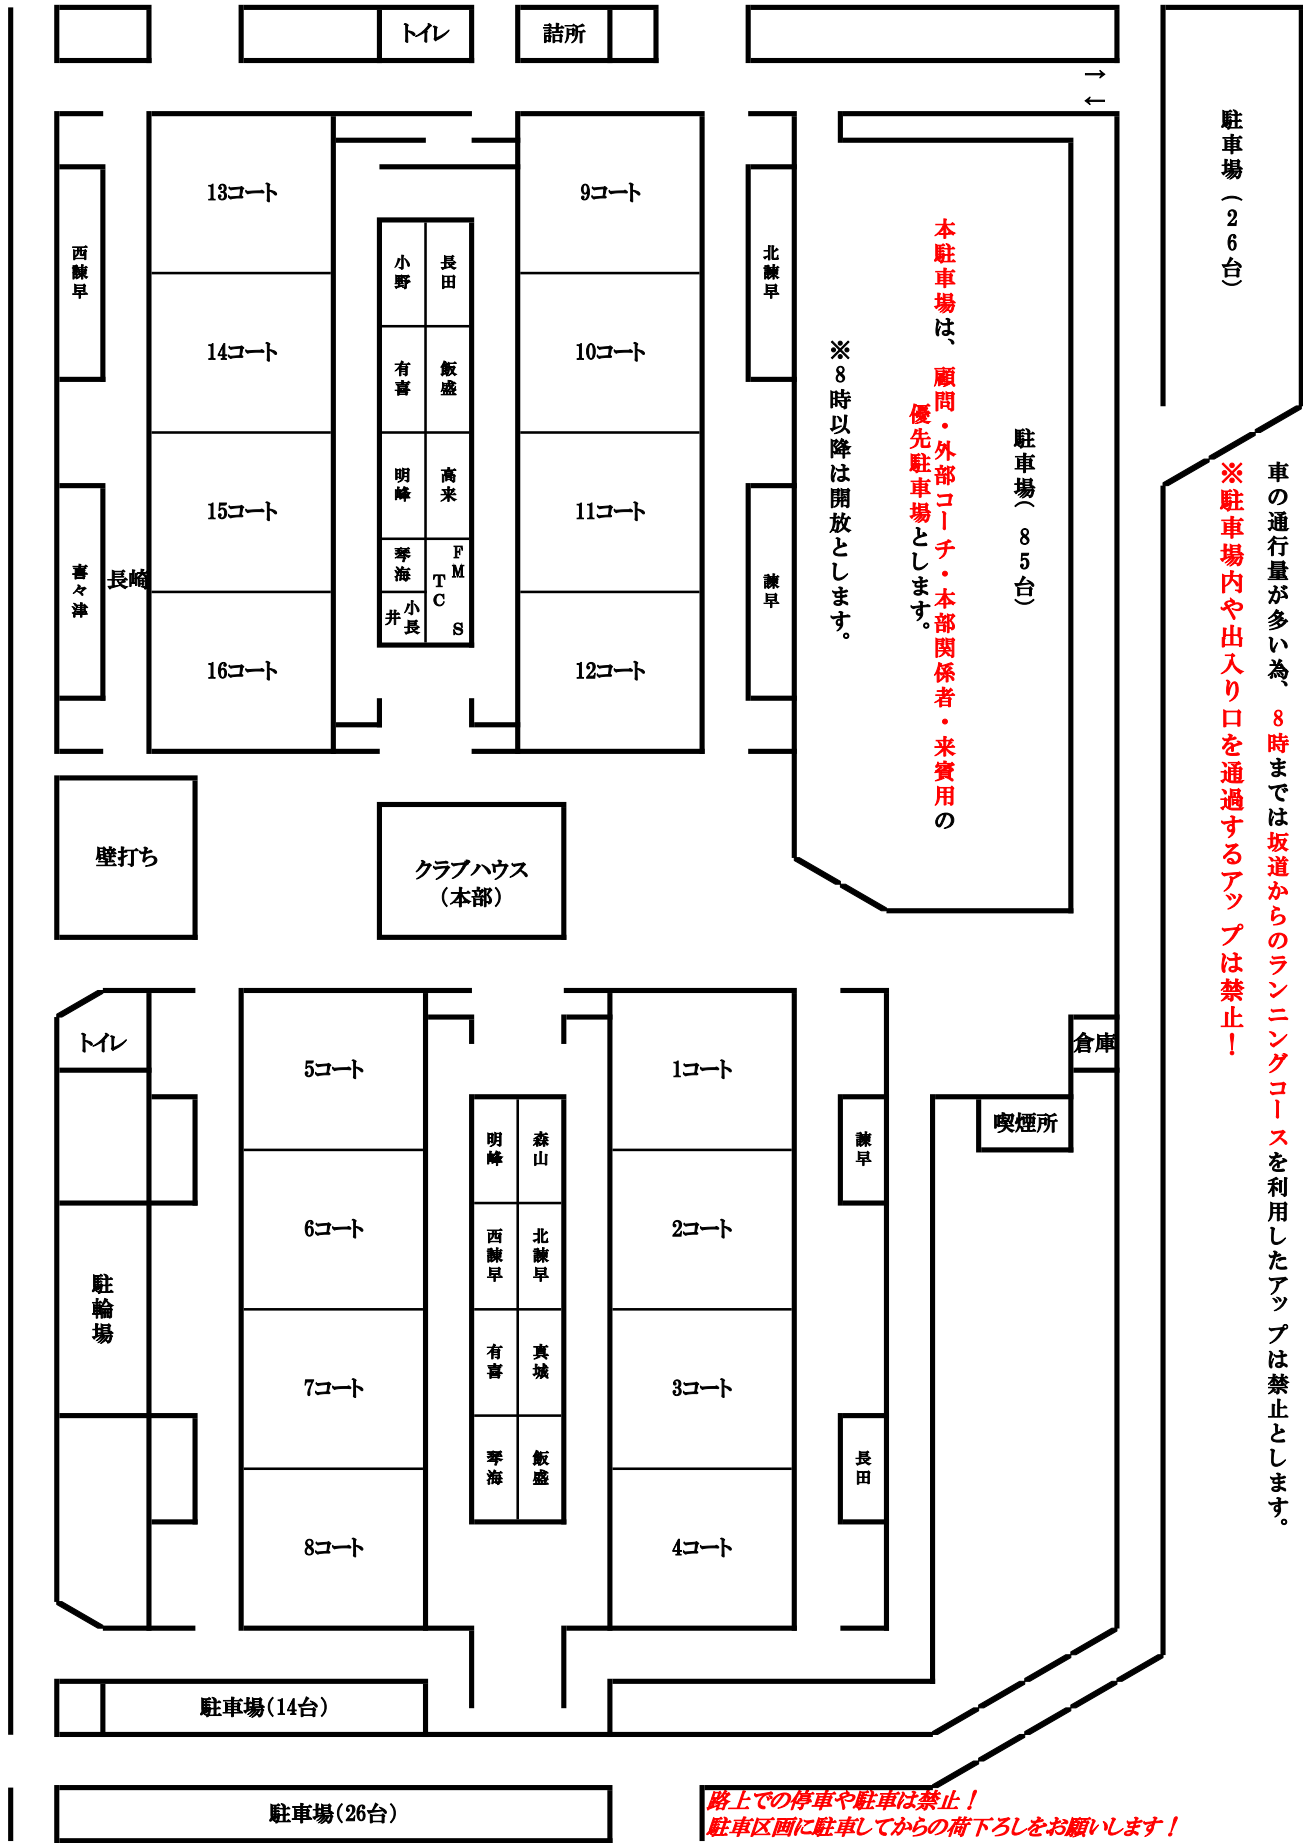 トイレ
詰所
→
←
駐車場（26台）
13コート
14コート
15コート
16コート
9コート
10コート
11コート
12コート
西諫早
喜々津
長崎
小野
長田
有喜
飯盛
明峰
高来
琴海
小長井
FMTCS
北諫早
諫早
駐車場（85台）
本駐車場は、顧問・外部コーチ・本部関係者・来賓用の
優先駐車場とします。
※8時以降は開放とします。
車の通行量が多い為、8時までは坂道からのランニングコースを利用したアップは禁止とします。
※駐車場内や出入り口を通過するアップは禁止！
壁打ち
クラブハウス
（本部）
トイレ
駐輪場
5コート
6コート
7コート
8コート
明峰
森山
西諫早
北諫早
有喜
真城
琴海
飯盛
1コート
2コート
3コート
4コート
諫早
長田
倉庫
喫煙所
駐車場（14台）
駐車場（26台）
路上での停車や駐車は禁止！
駐車区画に駐車してからの荷下ろしをお願いします！